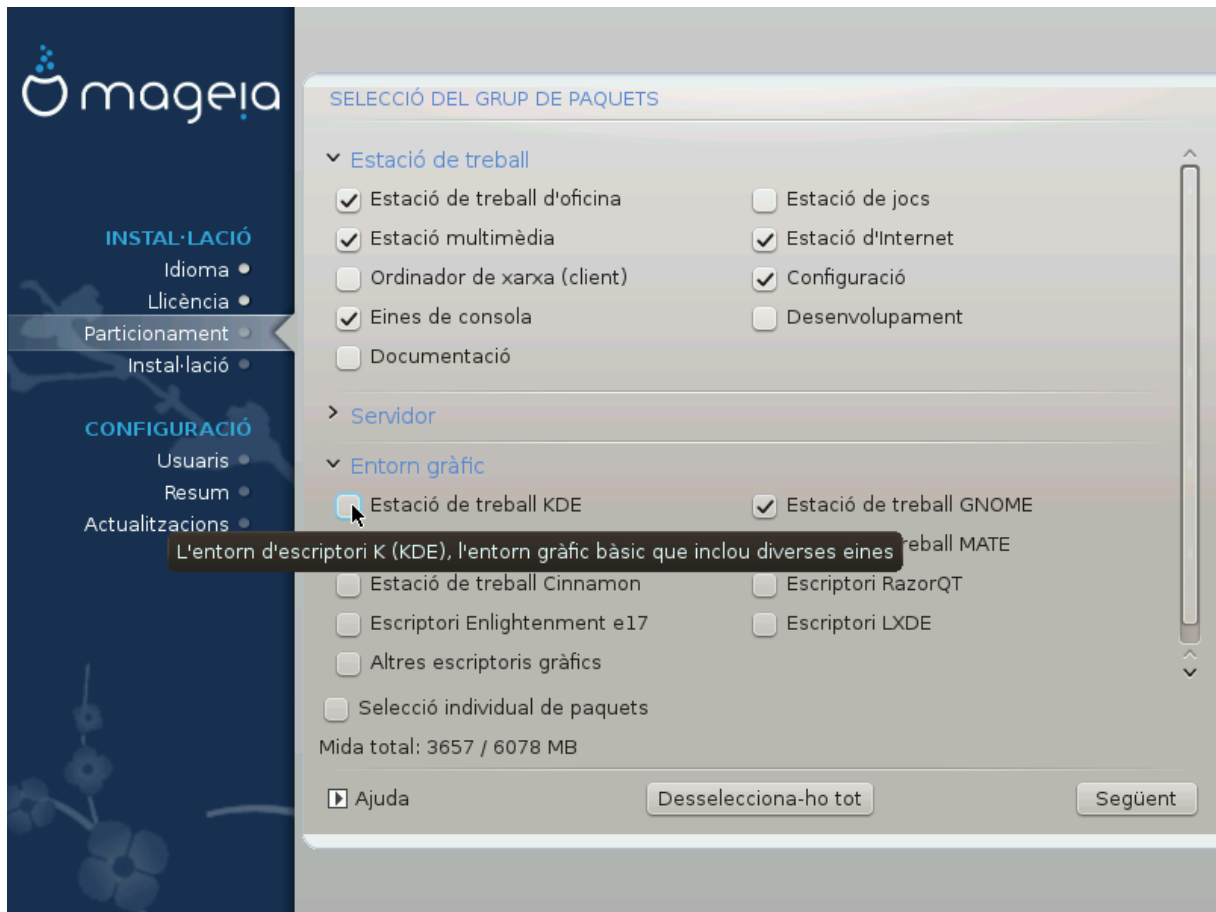 mageia
INSTAL·LACIÓ
Idioma
Llicència
Particionament
Instal·lació
CONFIGURACIÓ
Usuaris
Resum
Actualitzacions
SELECCIÓ DEL GRUP DE PAQUETS
Estació de treball
Estació de treball d'oficina
Estació de jocs
Estació multimèdia
Estació d'Internet
Ordinador de xarxa (client)
Configuració
Eines de consola
Desenvolupament
Documentació
Servidor
Entorn gràfic
Estació de treball KDE
Estació de treball GNOME
L'entorn d'escriptori K (KDE), l'entorn gràfic bàsic que inclou diverses eines
MATE
Estació de treball Cinnamon
Escriptori RazorQT
Escriptori Enlightenment e17
Escriptori LXDE
Altres escriptoris gràfics
Selecció individual de paquets
Mida total: 3657 / 6078 MB
Ajuda
Desselecciona-ho tot
Següent